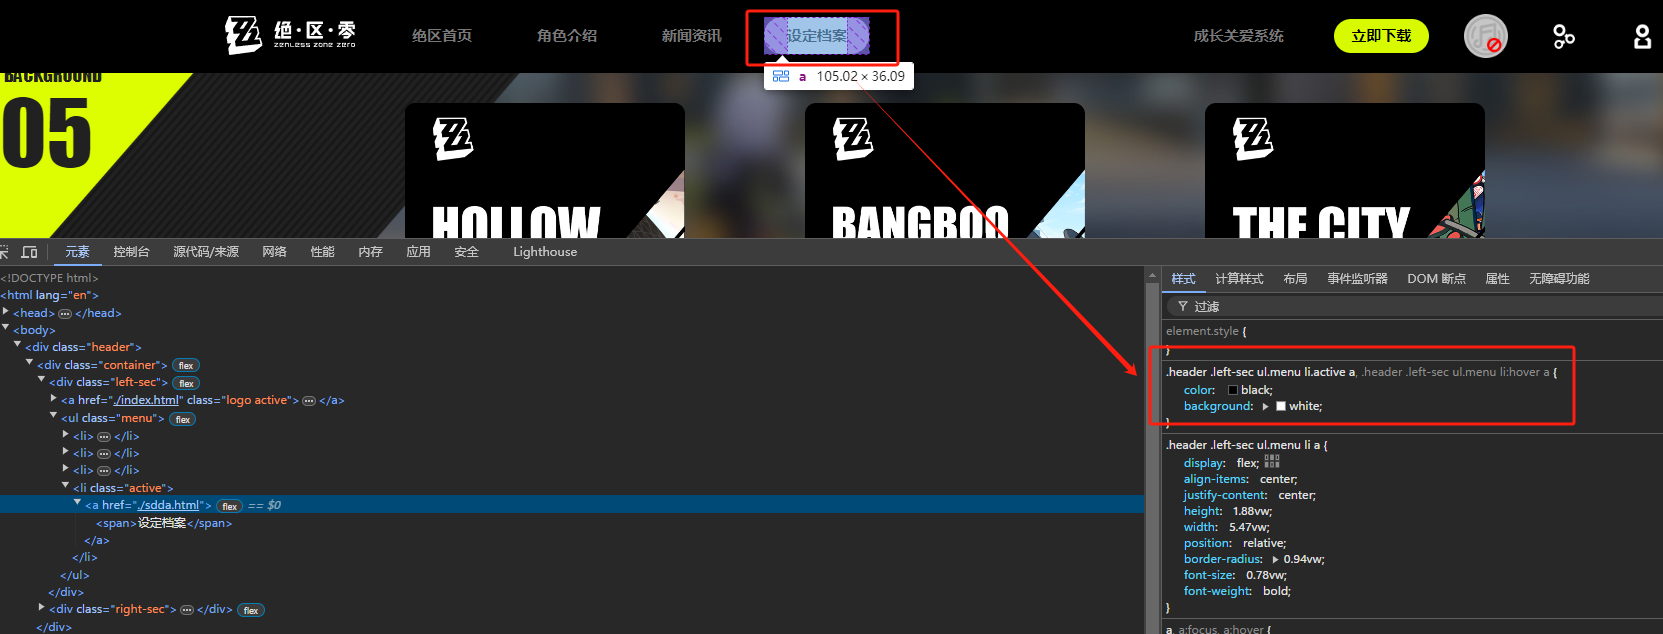 绝·区·零
ZENLESS ZONE ZERO
绝区首页
角色介绍
新闻资讯
设定档案
成长关爱系统
立即下载
a 105.02 × 36.09
BACKGROUND
05
HOLLOW
BANGBOO
THE CITY
元素
控制台
源代码/来源
网络
性能
内存
应用
安全
Lighthouse
<!DOCTYPE html>
<html lang="en">
<head> ⋯ </head>
<body>
<div class="header">
<div class="container"> flex
<div class="left-sec"> flex
<a href="./index.html" class="logo active"> ⋯ </a>
<ul class="menu"> flex
<li> ⋯ </li>
<li> ⋯ </li>
<li> ⋯ </li>
<li class="active">
<a href="./sdda.html"> flex == $0
<span>设定档案</span>
</a>
</li>
</ul>
</div>
<div class="right-sec"> ⋯ </div> flex
</div>
样式
计算样式
布局
事件监听器
DOM 断点
属性
无障碍功能
过滤
element.style {
}
.header .left-sec ul.menu li.active a, .header .left-sec ul.menu li:hover a {
color: black;
background: white;
}
.header .left-sec ul.menu li a {
display: flex;
align-items: center;
justify-content: center;
height: 1.88vw;
width: 5.47vw;
position: relative;
border-radius: 0.94vw;
font-size: 0.78vw;
font-weight: bold;
}
a, a:focus, a:hover {